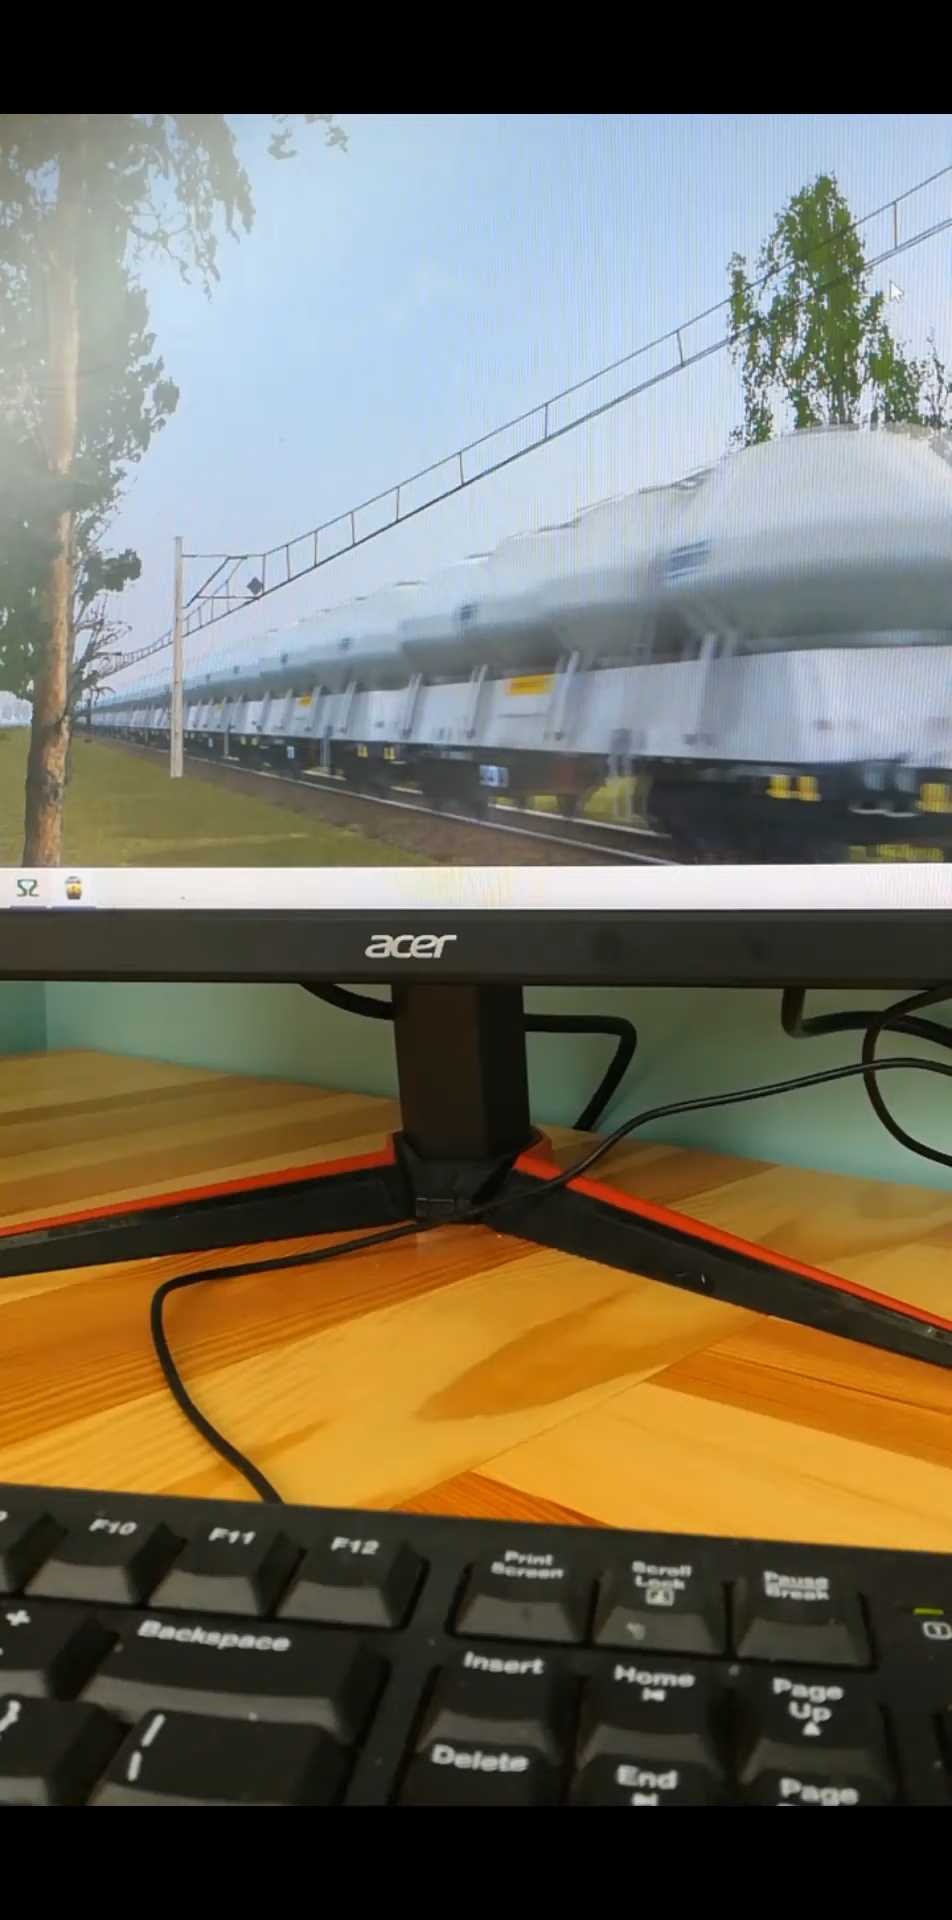 acer
F10
F11
F12
Print
Screen
Scroll
Lock
Pause
Break
Backspace
Insert
Home
Page
Up
Delete
End
Page